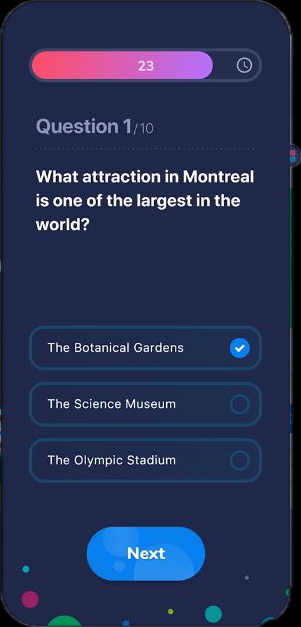 23
Question 1/10
What attraction in Montreal
is one of the largest in the
world?
The Botanical Gardens
The Science Museum
The Olympic Stadium
Next